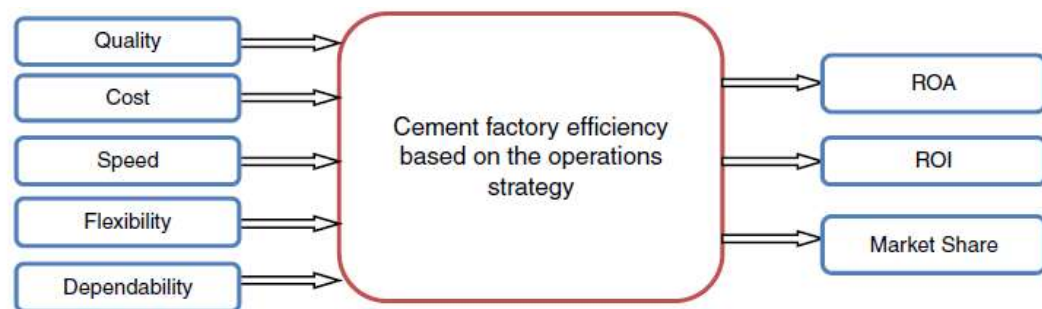 Quality
Cost
Speed
Flexibility
Dependability
Cement factory efficiency
based on the operations
strategy
ROA
ROI
Market Share